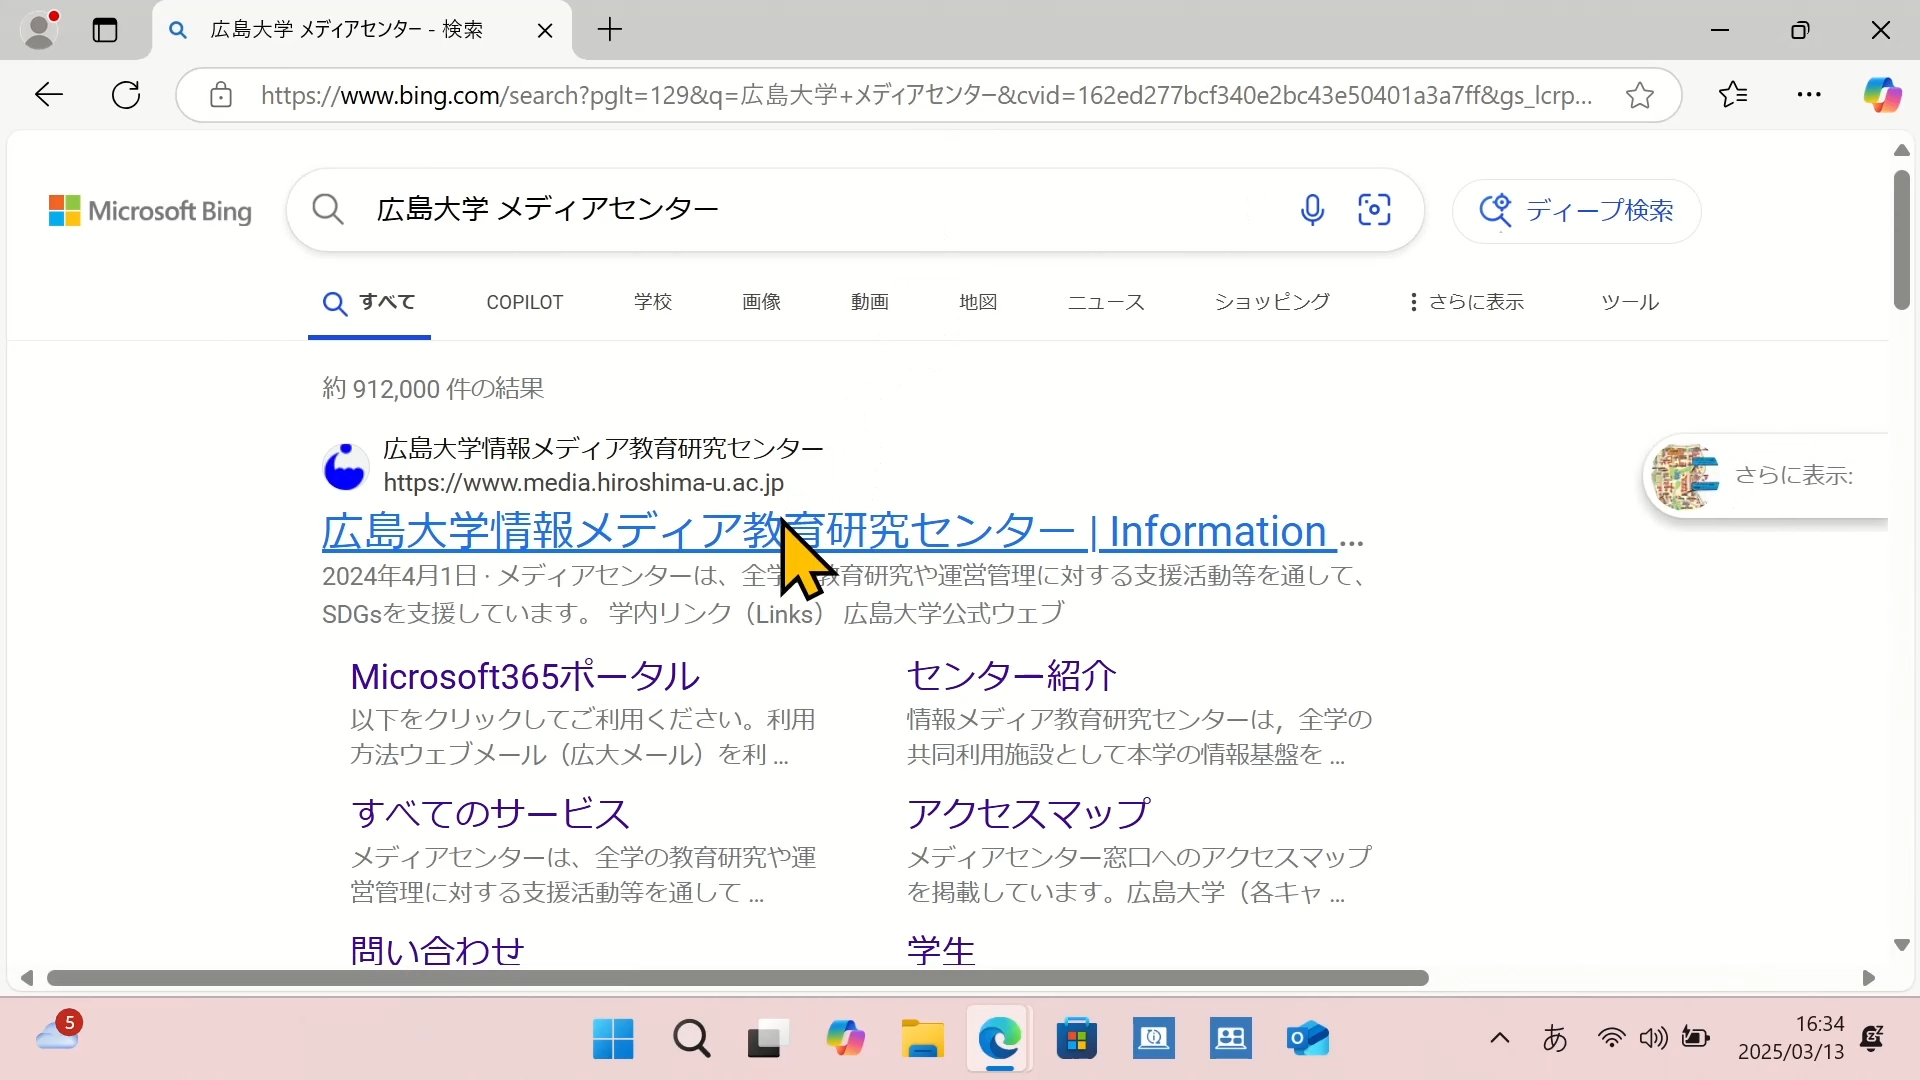 広島大学 メディアセンター - 検索
https://www.bing.com/search?pglt=129&q=広島大学+メディアセンター&cvid=162ed277bcf340e2bc43e50401a3a7ff&gs_lcrp...
Microsoft Bing
広島大学 メディアセンター
ディープ検索
すべて
COPILOT
学校
画像
動画
地図
ニュース
ショッピング
さらに表示
ツール
約 912,000 件の結果
広島大学情報メディア教育研究センター
https://www.media.hiroshima-u.ac.jp
さらに表示:
広島大学情報メディア教育研究センター | Information ...
2024年4月1日 · メディアセンターは、全学 教育研究や運営管理に対する支援活動等を通して、
SDGsを支援しています。 学内リンク（Links） 広島大学公式ウェブ
Microsoft365ポータル
以下をクリックしてご利用ください。利用
方法ウェブメール（広大メール）を利 ...
センター紹介
情報メディア教育研究センターは，全学の
共同利用施設として本学の情報基盤を ...
すべてのサービス
メディアセンターは、全学の教育研究や運
営管理に対する支援活動等を通して ...
アクセスマップ
メディアセンター窓口へのアクセスマップ
を掲載しています。広島大学（各キャ ...
問い合わせ
学生
5
あ
16:34
2025/03/13